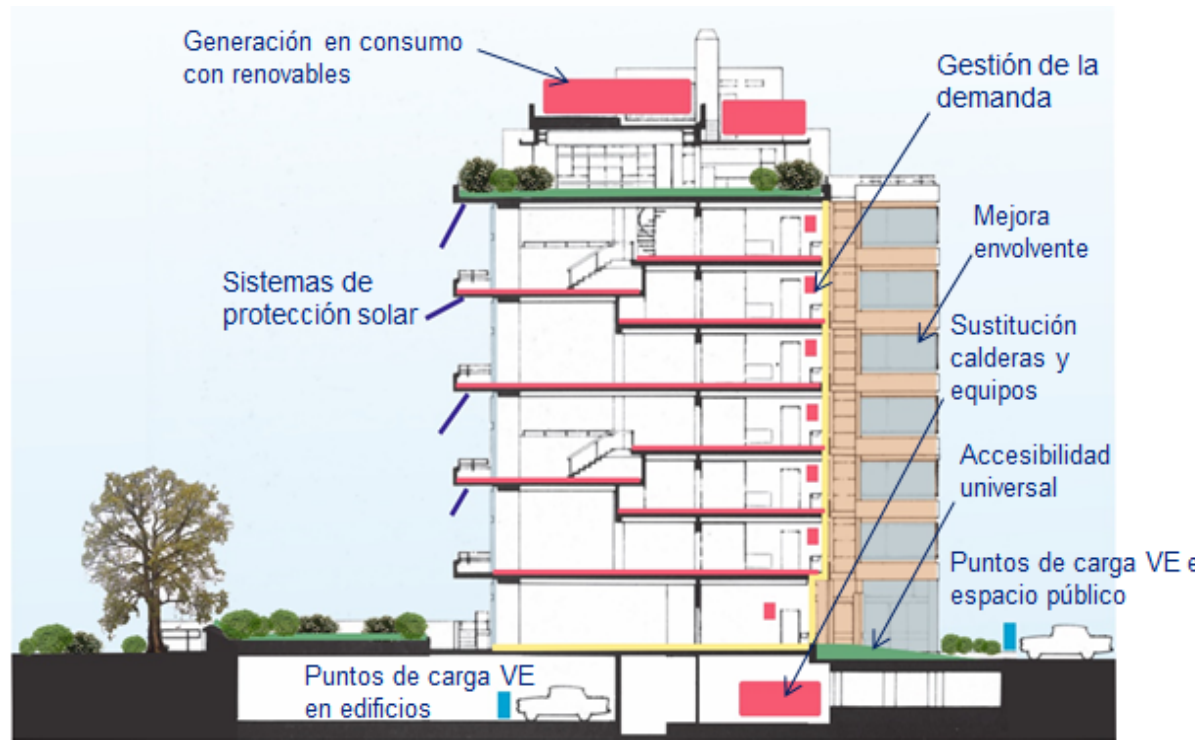 Generación en consumo
con renovables
Gestión de la
demanda
Mejora
envolvente
Sistemas de
protección solar
Sustitución
calderas y
equipos
Accesibilidad
universal
Puntos de carga VE e
espacio público
Puntos de carga VE
en edificios